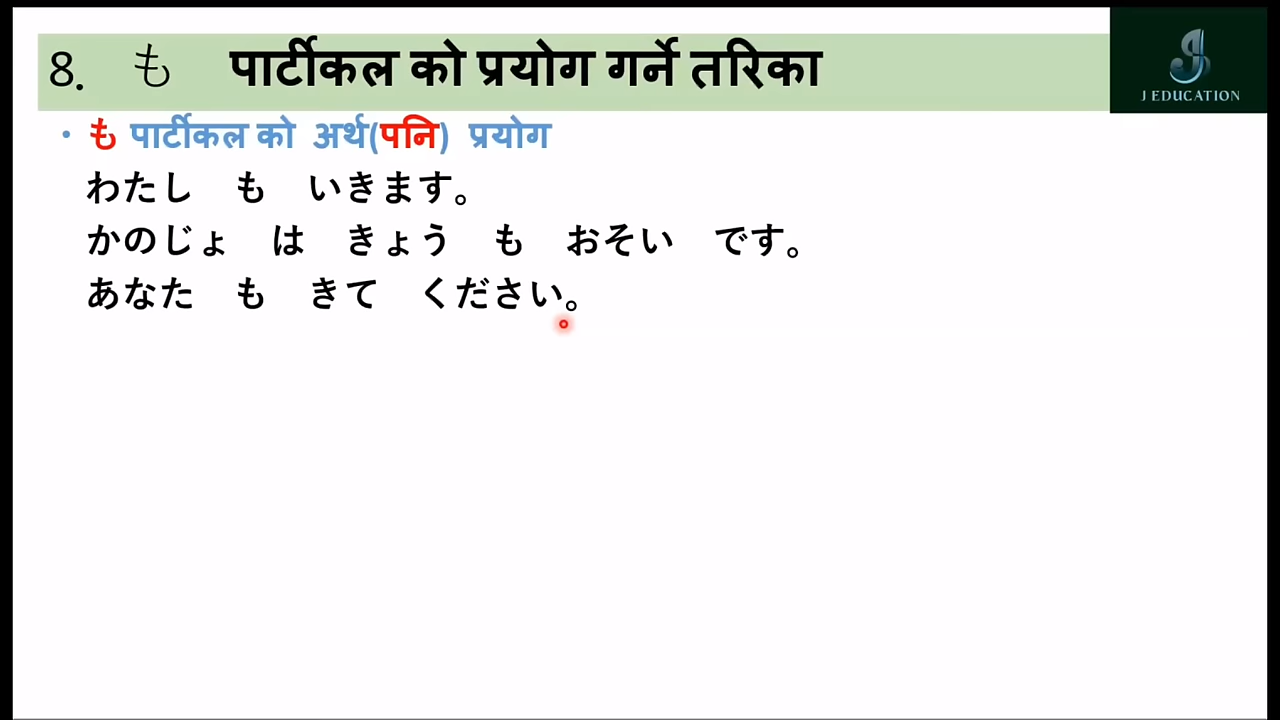 8. も पार्टीकल को प्रयोग गर्ने तरिका
J EDUCATION
• も पार्टीकल को अर्थ(पनि) प्रयोग
わたし　も　いきます。
かのじょ　は　きょう　も　おそい　です。
あなた　も　きて　ください。